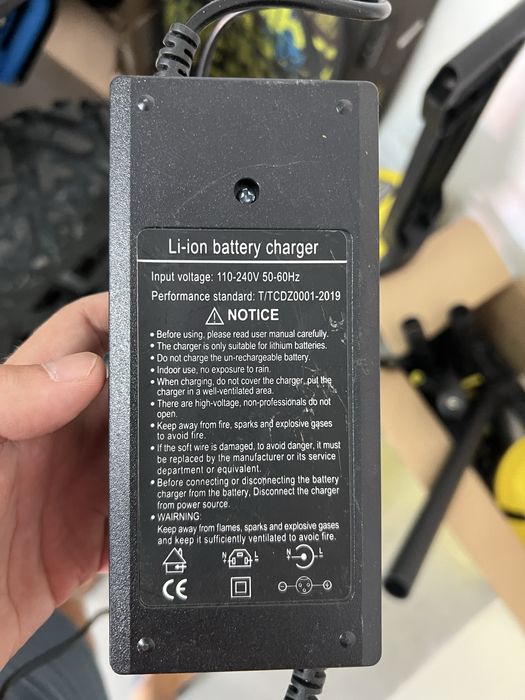 Li-ion battery charger
Input voltage: 110-240V 50-60Hz
Performance standard: T/TCDZ0001-2019
⚠ NOTICE
• Before using, please read user manual carefully.
• The charger is only suitable for lithium batteries.
• Do not charge the un-rechargeable battery.
• Indoor use, no exposure to rain.
• When charging, do not cover the charger, put the
charger in a well-ventilated area.
• There are high-voltage, non-professionals do not
open.
• Keep away from fire, sparks and explosive gases
to avoid fire.
• If the soft wire is damaged, to avoid danger, it must
be replaced by the manufacturer or its service
department or equivalent.
• Before connecting or disconnecting the battery
charger from the battery, Disconnect the charger
from power source.
• WAIRNING:
Keep away from flames, sparks and explosive gases
and keep it sufficiently ventilated to avoid fire.
N L N L
CE - +